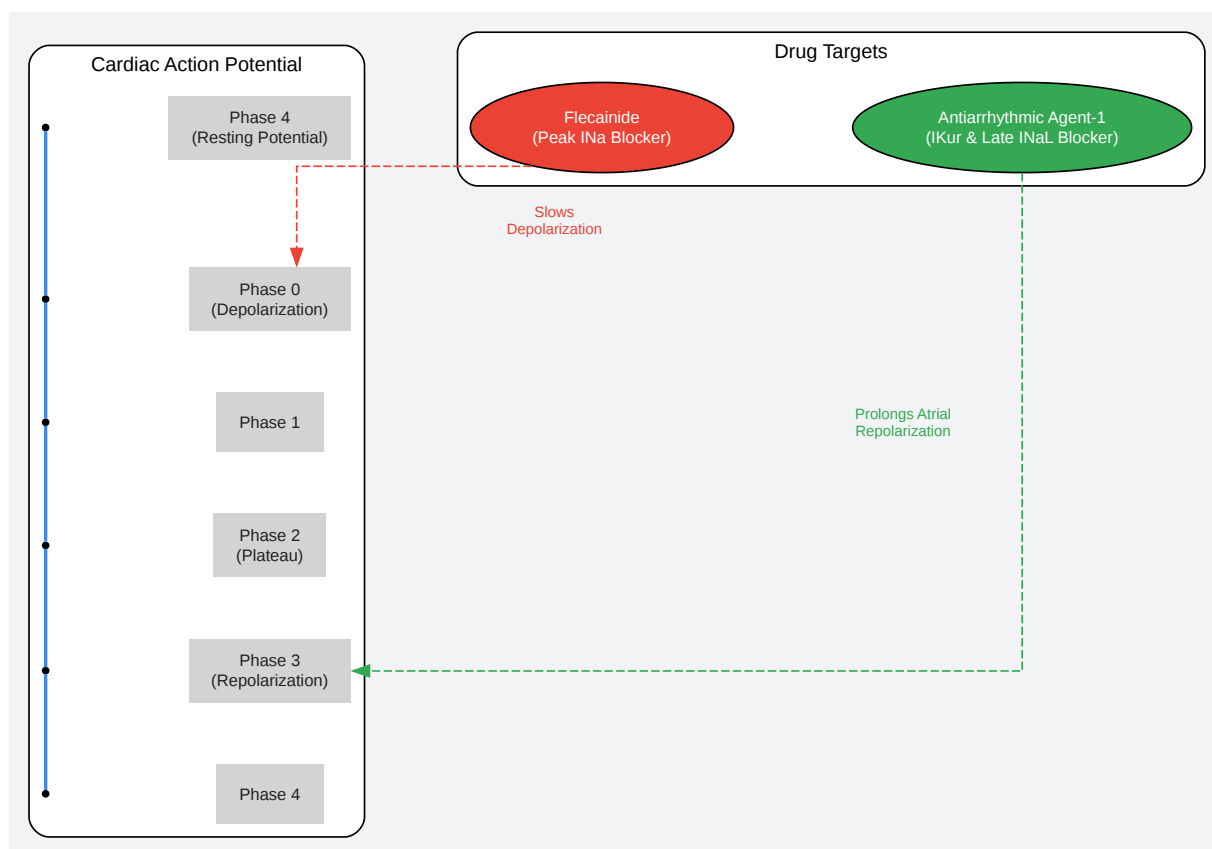 Cardiac Action Potential
Phase 4
(Resting Potential)
Phase 0
(Depolarization)
Phase 1
Phase 2
(Plateau)
Phase 3
(Repolarization)
Phase 4
Drug Targets
Flecainide
(Peak INa Blocker)
Antiarrhythmic Agent-1
(IKur & Late INaL Blocker)
Slows
Depolarization
Prolongs Atrial
Repolarization